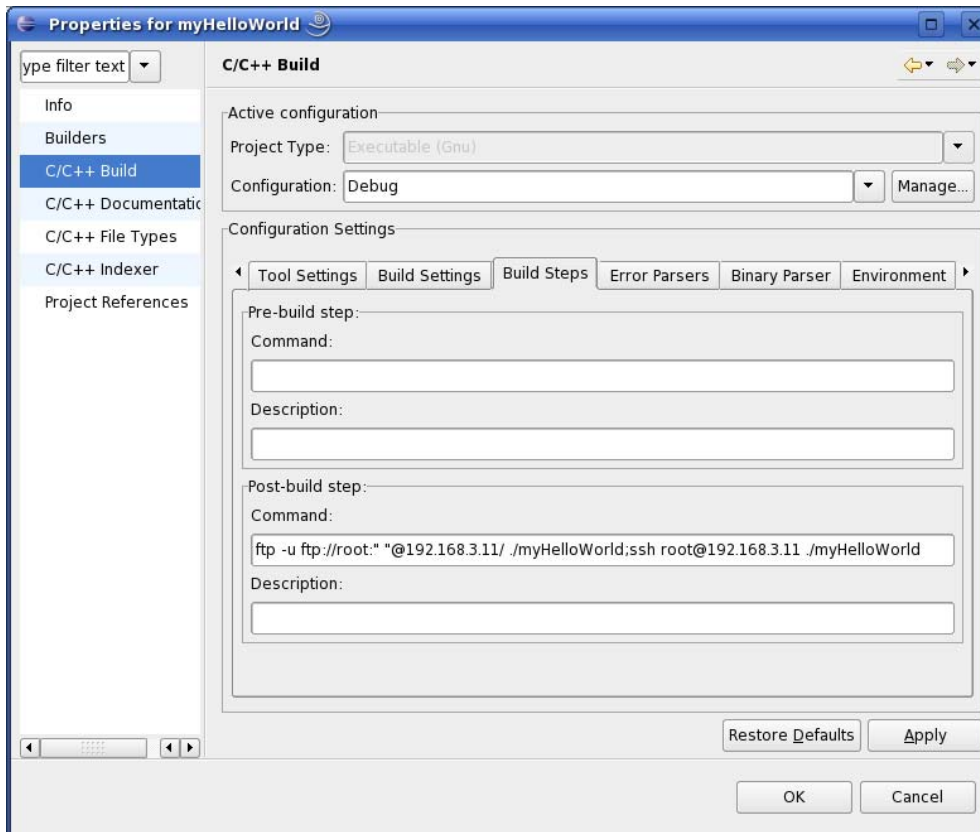 Properties for myHelloWorld
ype filter text
Info
Builders
C/C++ Build
C/C++ Documentatio
C/C++ File Types
C/C++ Indexer
Project References
C/C++ Build
Active configuration
Project Type: Executable (Gnu)
Configuration: Debug Manage...
Configuration Settings
Tool Settings Build Settings Build Steps Error Parsers Binary Parser Environment
Pre-build step:
Command:
Description:
Post-build step:
Command:
ftp -u ftp://root:" "@192.168.3.11/ ./myHelloWorld;ssh root@192.168.3.11 ./myHelloWorld
Description:
Restore Defaults Apply
OK Cancel